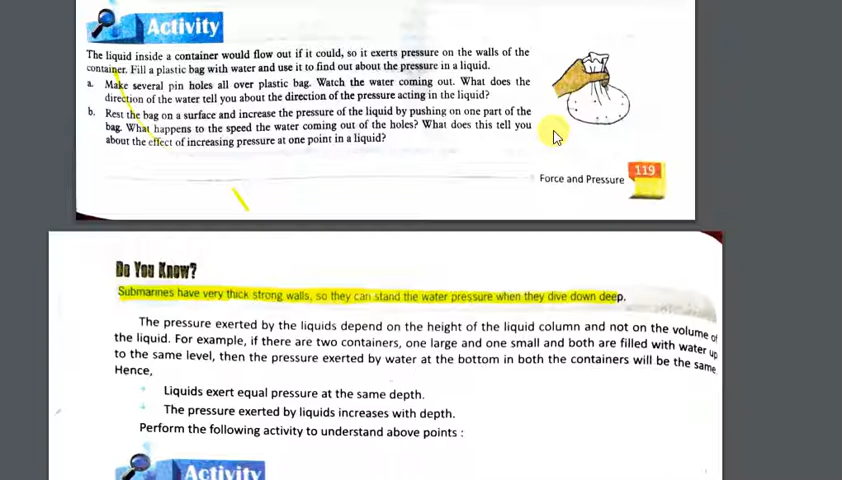 Activity
The liquid inside a container would flow out if it could, so it exerts pressure on the walls of the
container. Fill a plastic bag with water and use it to find out about the pressure in a liquid.
a. Make several pin holes all over plastic bag. Watch the water coming out. What does the
direction of the water tell you about the direction of the pressure acting in the liquid?
b. Rest the bag on a surface and increase the pressure of the liquid by pushing on one part of the
bag. What happens to the speed the water coming out of the holes? What does this tell you
about the effect of increasing pressure at one point in a liquid?
Force and Pressure 119
Do You Know?
Submarines have very thick strong walls, so they can stand the water pressure when they dive down deep.
The pressure exerted by the liquids depend on the height of the liquid column and not on the volume of
the liquid. For example, if there are two containers, one large and one small and both are filled with water up
to the same level, then the pressure exerted by water at the bottom in both the containers will be the same.
Hence,
Liquids exert equal pressure at the same depth.
The pressure exerted by liquids increases with depth.
Perform the following activity to understand above points :
Activity